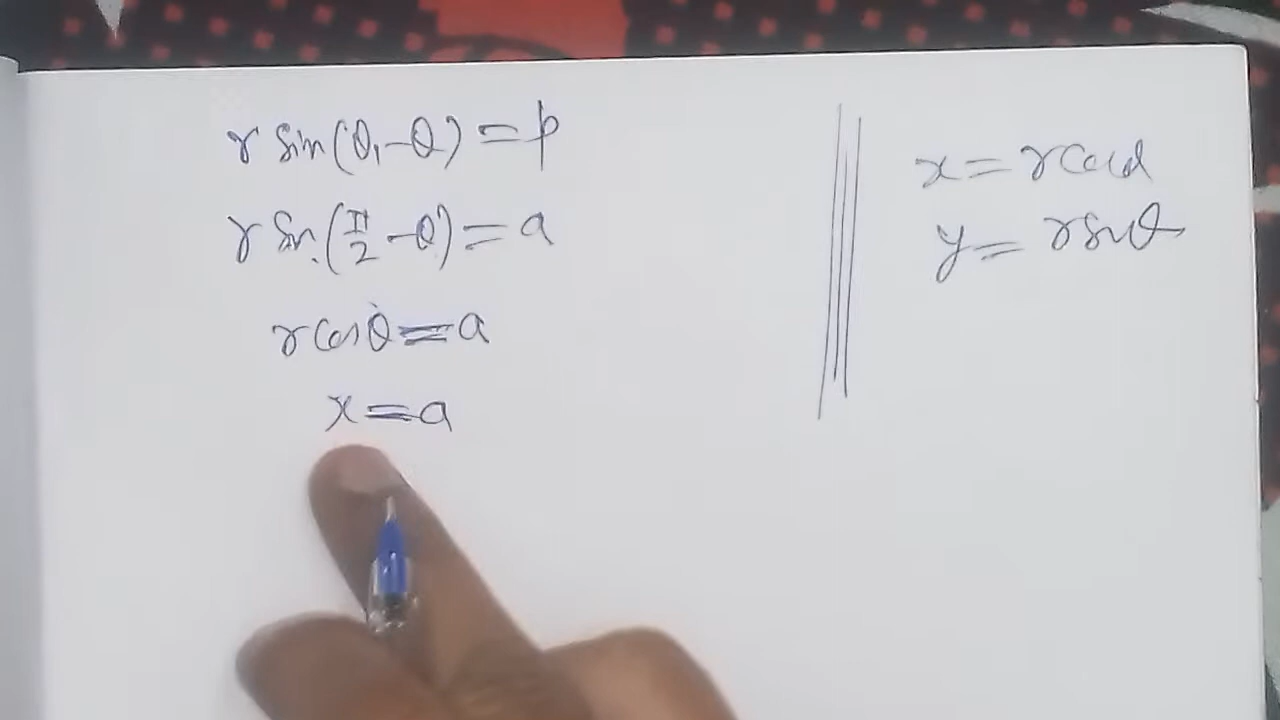 r sin(θ₁-θ) = p
r sin(π/2 -θ) = a
r cosθ = a
x = a
x = r cosθ
y = r sinθ